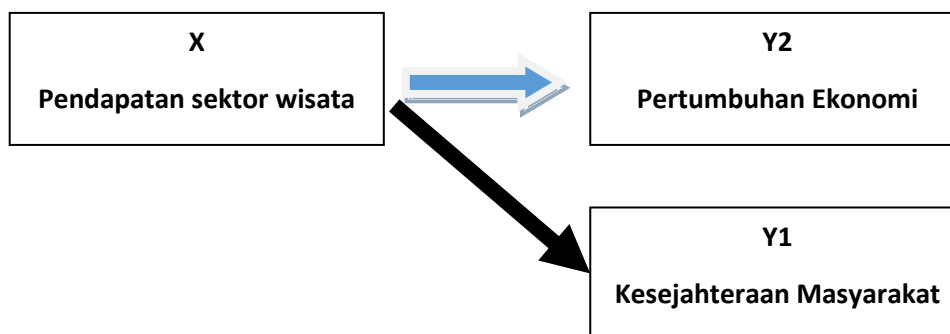 X
Pendapatan sektor wisata
Y2
Pertumbuhan Ekonomi
Y1
Kesejahteraan Masyarakat